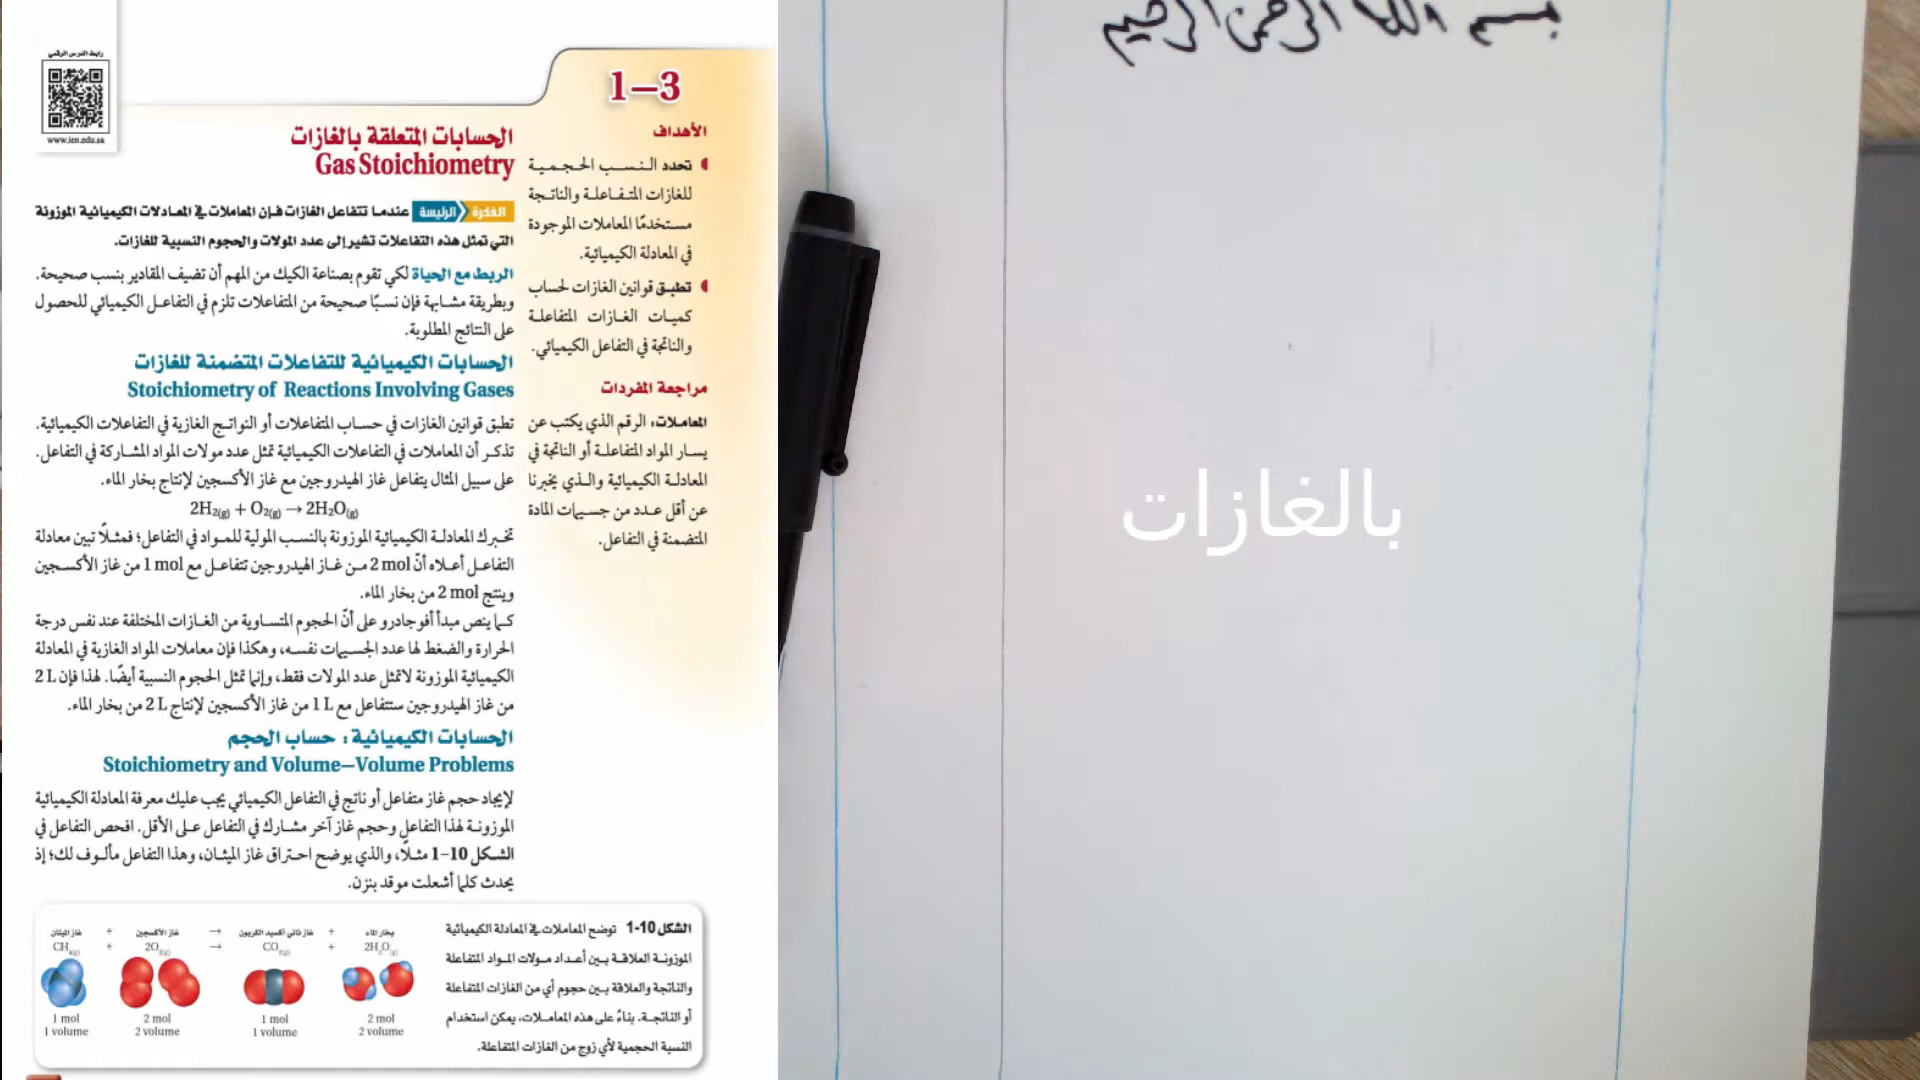 بسم الله الرحمن الرحيم
بالغازات
رابط الدرس الرقمي
www.ien.edu.sa
1–3
الأهداف
تحدد النسب الحجمية
للغازات المتفاعلة والناتجة
مستخدمًا المعاملات الموجودة
في المعادلة الكيميائية.
تطبق قوانين الغازات لحساب
كميات الغازات المتفاعلة
والناتجة في التفاعل الكيميائي.
مراجعة المفردات
المعاملات: الرقم الذي يكتب عن
يسار المواد المتفاعلة أو الناتجة في
المعادلة الكيميائية والذي يخبرنا
عن أقل عدد من جسيمات المادة
المتضمنة في التفاعل.
الحسابات المتعلقة بالغازات
Gas Stoichiometry
الفكرة الرئيسة عندما تتفاعل الغازات فإن المعاملات في المعادلات الكيميائية الموزونة
التي تمثل هذه التفاعلات تشير إلى عدد المولات والحجوم النسبية للغازات.
الربط مع الحياة لكي تقوم بصناعة الكيك من المهم أن تضيف المقادير بنسب صحيحة.
وبطريقة مشابهة فإن نسبًا صحيحة من المتفاعلات تلزم في التفاعل الكيميائي للحصول
على النتائج المطلوبة.
الحسابات الكيميائية للتفاعلات المتضمنة للغازات
Stoichiometry of Reactions Involving Gases
تطبق قوانين الغازات في حساب المتفاعلات أو النواتج الغازية في التفاعلات الكيميائية.
تذكر أن المعاملات في التفاعلات الكيميائية تمثل عدد مولات المواد المشاركة في التفاعل.
على سبيل المثال يتفاعل غاز الهيدروجين مع غاز الأكسجين لإنتاج بخار الماء.
2H₂(g) + O₂(g) → 2H₂O(g)
تخبرك المعادلة الكيميائية الموزونة بالنسب المولية للمواد في التفاعل؛ فمثلًا تبين معادلة
التفاعل أعلاه أنّ 2 mol من غاز الهيدروجين تتفاعل مع 1 mol من غاز الأكسجين
وينتج 2 mol من بخار الماء.
كما ينص مبدأ أفوجادرو على أنّ الحجوم المتساوية من الغازات المختلفة عند نفس درجة
الحرارة والضغط لها عدد الجسيمات نفسه، وهكذا فإن معاملات المواد الغازية في المعادلة
الكيميائية الموزونة لا تمثل عدد المولات فقط، وإنما تمثل الحجوم النسبية أيضًا. لهذا فإن 2 L
من غاز الهيدروجين ستتفاعل مع 1 L من غاز الأكسجين لإنتاج 2 L من بخار الماء.
الحسابات الكيميائية : حساب الحجم
Stoichiometry and Volume–Volume Problems
لإيجاد حجم غاز متفاعل أو ناتج في التفاعل الكيميائي يجب عليك معرفة المعادلة الكيميائية
الموزونة لهذا التفاعل وحجم غاز آخر مشارك في التفاعل على الأقل. افحص التفاعل في
الشكل 10-1 مثلًا، والذي يوضح احتراق غاز الميثان، وهذا التفاعل مألوف لك؛ إذ
يحدث كلما أشعلت موقد بنزن.
الشكل 10-1 توضح المعاملات في المعادلة الكيميائية
الموزونة العلاقة بين أعداد مولات المواد المتفاعلة
والناتجة والعلاقة بين حجوم أي من الغازات المتفاعلة
أو الناتجة. بناءً على هذه المعاملات، يمكن استخدام
النسبة الحجمية لأي زوج من الغازات المتفاعلة.
غاز الميثان + غاز الأكسجين → غاز ثاني أكسيد الكربون + بخار الماء
CH₄(g) + 2O₂(g) → CO₂(g) + 2H₂O(g)
1 mol 2 mol 1 mol 2 mol
1 volume 2 volume 1 volume 2 volume